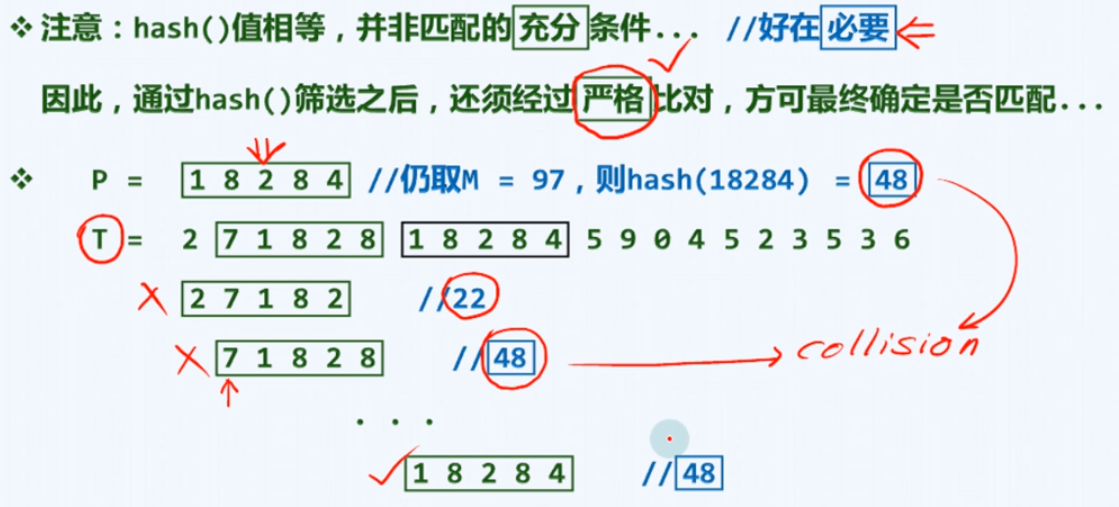 ❖ 注意：hash()值相等，并非匹配的充分条件... //好在必要
因此，通过hash()筛选之后，还须经过严格比对，方可最终确定是否匹配...
❖ P = 1 8 2 8 4 //仍取M = 97，则hash(18284) = 48
T = 2 7 1 8 2 8 1 8 2 8 4 5 9 0 4 5 2 3 5 3 6
2 7 1 8 2 //22
7 1 8 2 8 //48 collision
. . .
1 8 2 8 4 //48